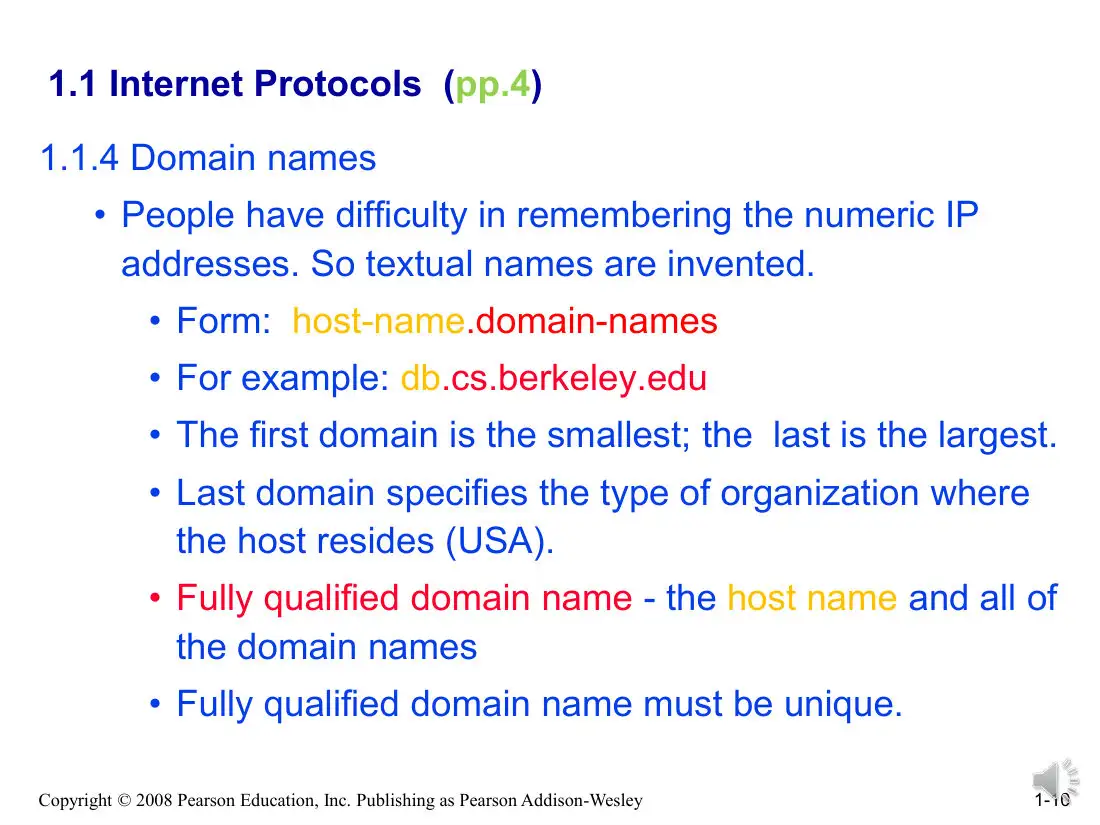 1.1 Internet Protocols (pp.4)
1.1.4 Domain names
• People have difficulty in remembering the numeric IP
addresses. So textual names are invented.
• Form: host-name.domain-names
• For example: db.cs.berkeley.edu
• The first domain is the smallest; the last is the largest.
• Last domain specifies the type of organization where
the host resides (USA).
• Fully qualified domain name - the host name and all of
the domain names
• Fully qualified domain name must be unique.
Copyright © 2008 Pearson Education, Inc. Publishing as Pearson Addison-Wesley
1-10